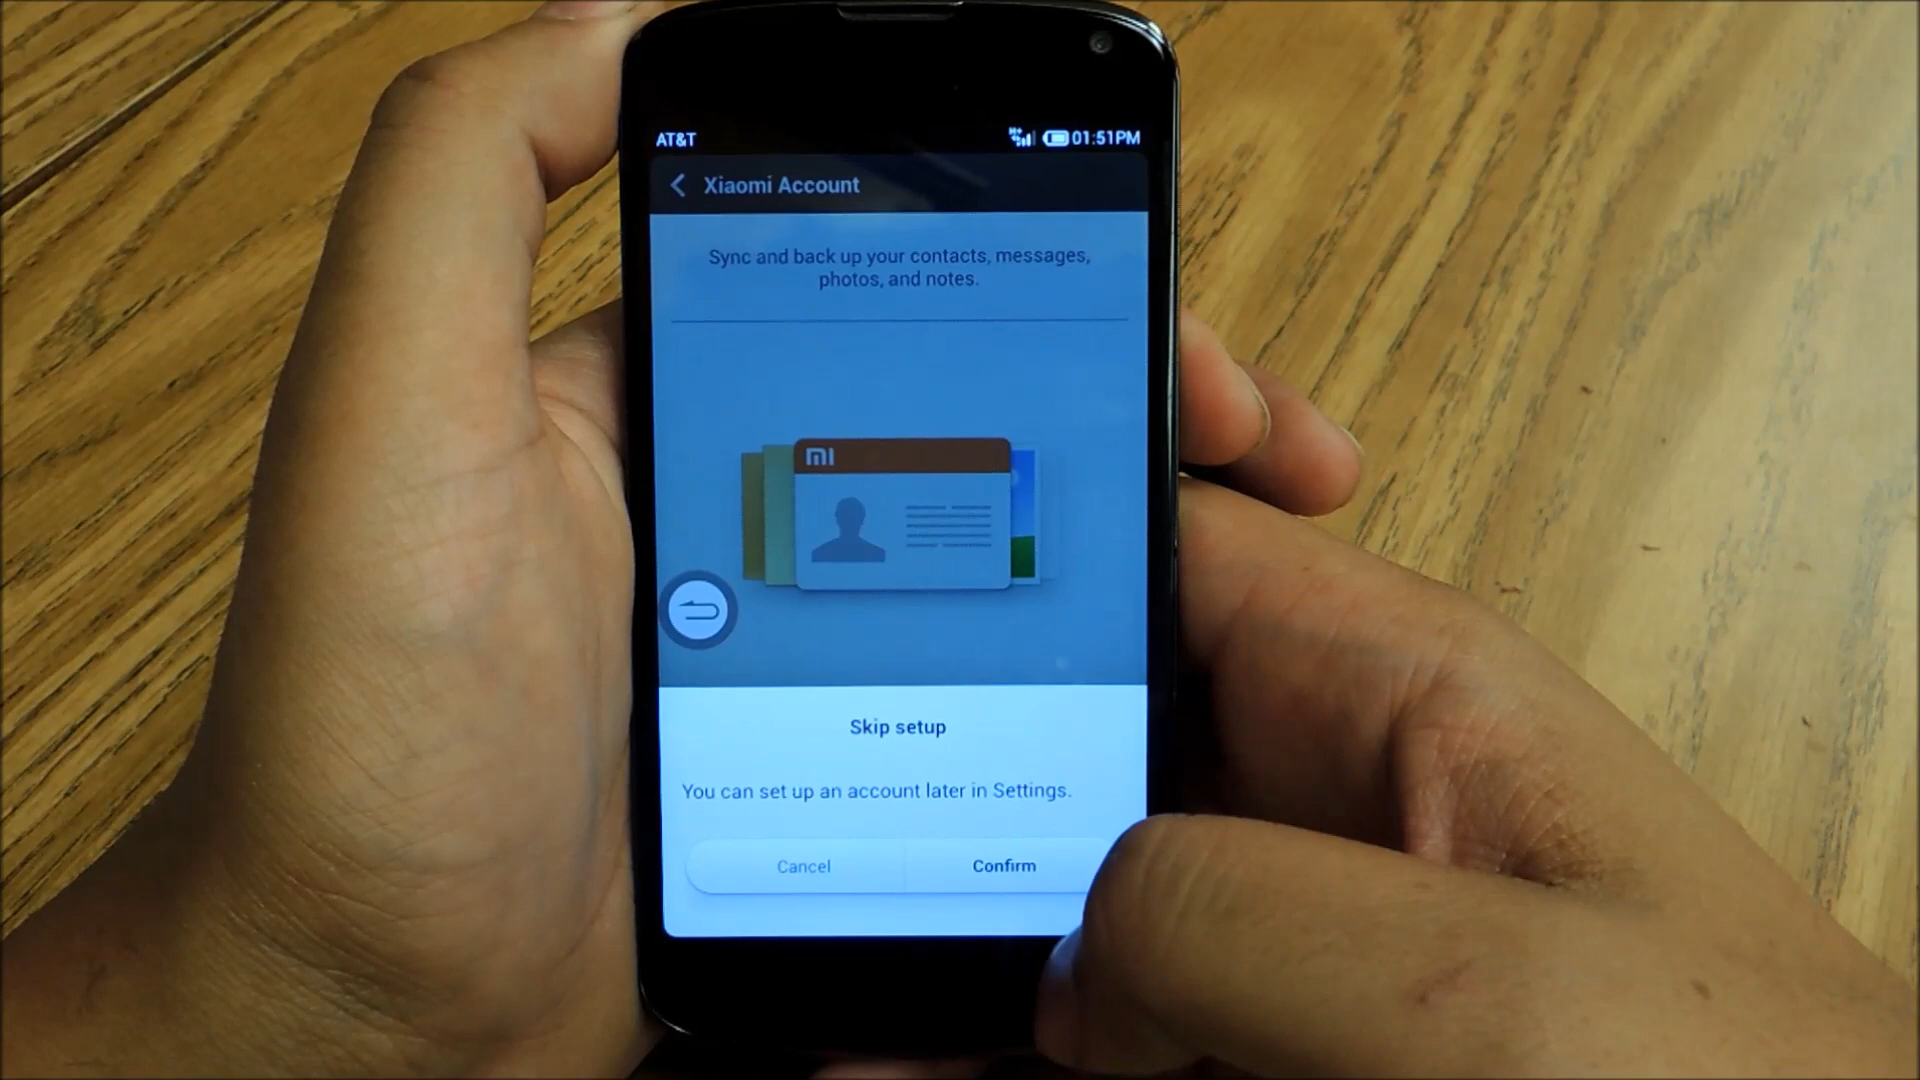 AT&T
01:51PM
Xiaomi Account
Sync and back up your contacts, messages,
photos, and notes.
MI
Skip setup
You can set up an account later in Settings.
Cancel
Confirm